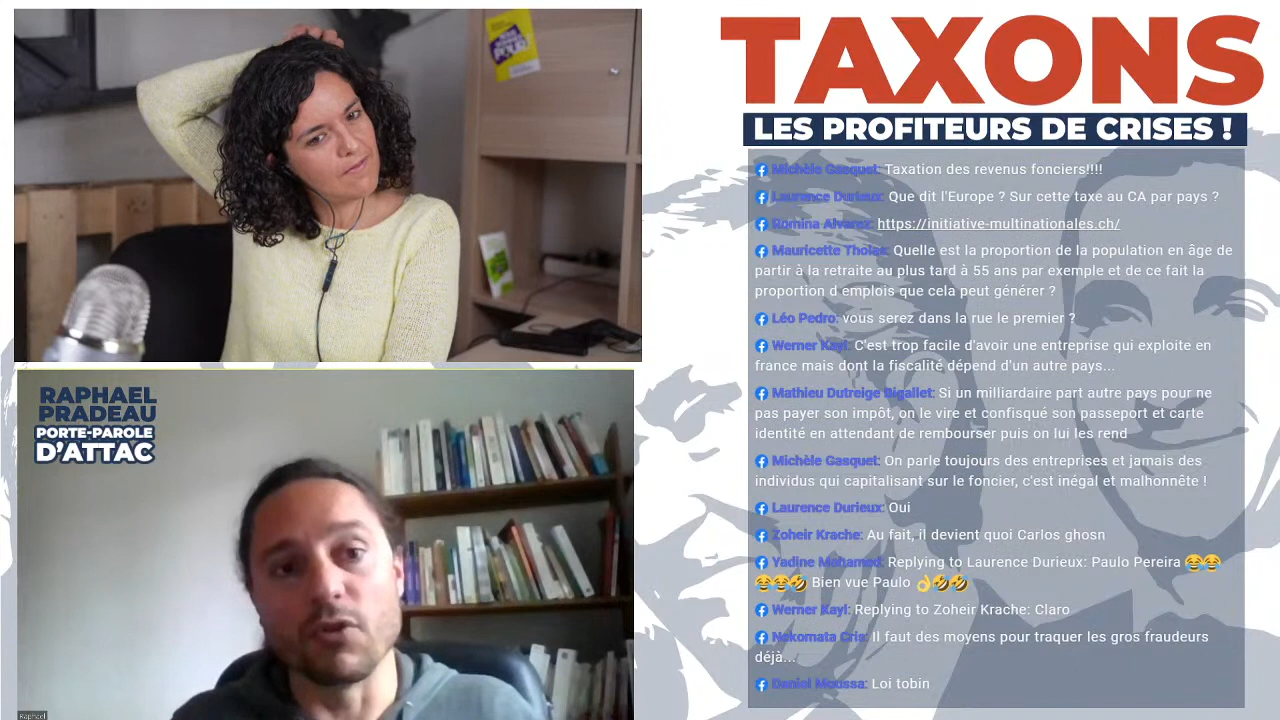 TAXONS
LES PROFITEURS DE CRISES !
Michèle Gasquet: Taxation des revenus fonciers!!!!
Laurence Durieux: Que dit l'Europe ? Sur cette taxe au CA par pays ?
Romina Alvarez: https://initiative-multinationales.ch/
Mauricette Tholas: Quelle est la proportion de la population en âge de
partir à la retraite au plus tard à 55 ans par exemple et de ce fait la
proportion d emplois que cela peut générer ?
Léo Pedro: vous serez dans la rue le premier ?
Werner Kayl: C'est trop facile d'avoir une entreprise qui exploite en
france mais dont la fiscalité dépend d'un autre pays...
Mathieu Dutreige Bigallet: Si un milliardaire part autre pays pour ne
pas payer son impôt, on le vire et confisqué son passeport et carte
identité en attendant de rembourser puis on lui les rend
Michèle Gasquet: On parle toujours des entreprises et jamais des
individus qui capitalisant sur le foncier, c'est inégal et malhonnête !
Laurence Durieux: Oui
Zoheir Krache: Au fait, il devient quoi Carlos ghosn
Yadine Mohamed: Replying to Laurence Durieux: Paulo Pereira 😂😂
😂😂🤣 Bien vue Paulo 👌🤣🤣
Werner Kayl: Replying to Zoheir Krache: Claro
Nekomata Cris: Il faut des moyens pour traquer les gros fraudeurs
déjà...
Daniel Moussa: Loi tobin
RAPHAEL
PRADEAU
PORTE-PAROLE
D'ATTAC
Raphael